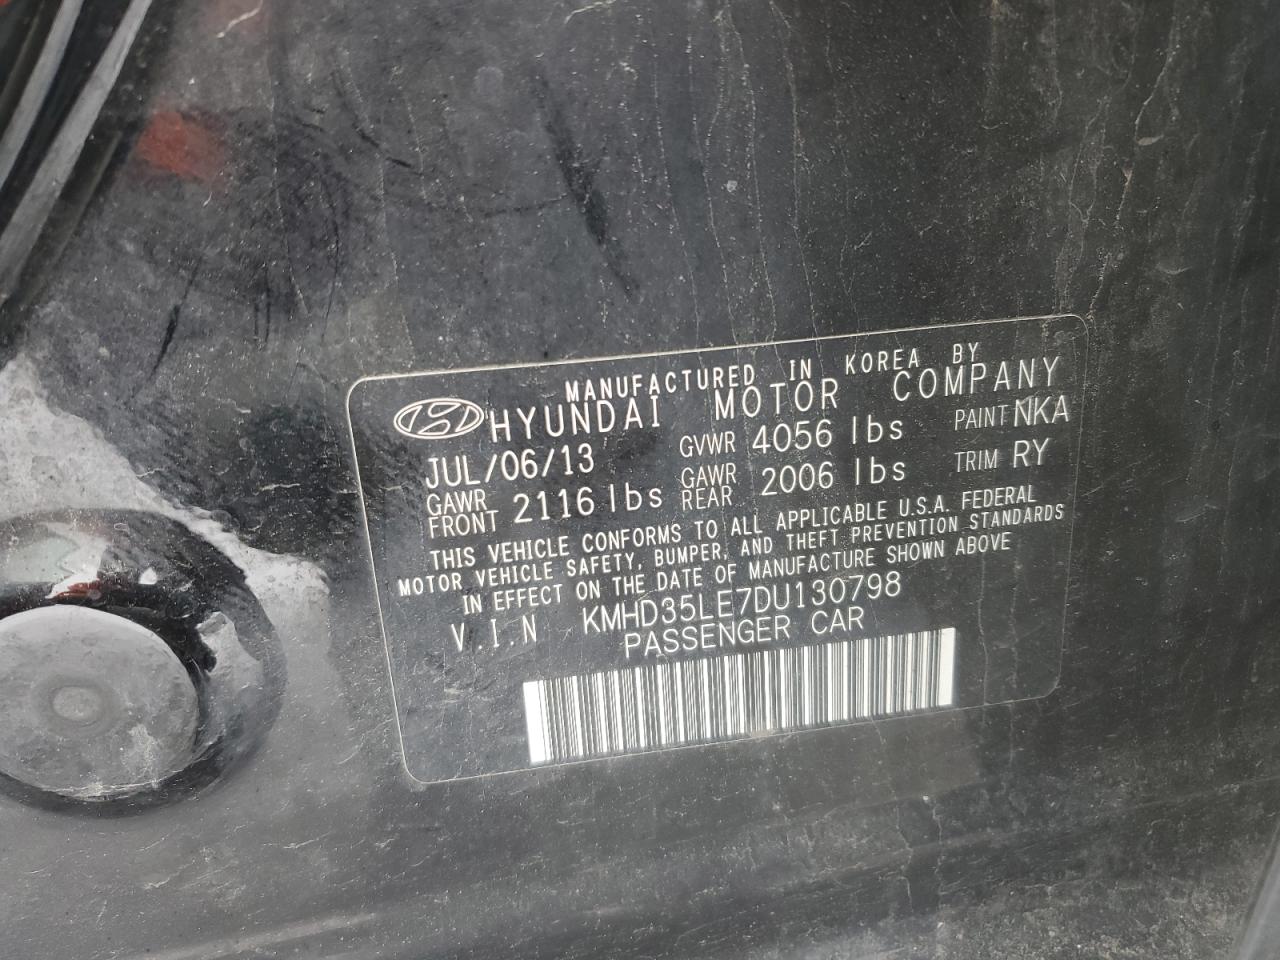 MANUFACTURED IN KOREA BY
HYUNDAI MOTOR COMPANY
JUL/06/13 GVWR 4056 lbs PAINT NKA
GAWR FRONT 2116 lbs GAWR REAR 2006 lbs TRIM RY
THIS VEHICLE CONFORMS TO ALL APPLICABLE U.S.A. FEDERAL
MOTOR VEHICLE SAFETY, BUMPER, AND THEFT PREVENTION STANDARDS
IN EFFECT ON THE DATE OF MANUFACTURE SHOWN ABOVE
V.I.N KMHD35LE7DU130798
PASSENGER CAR